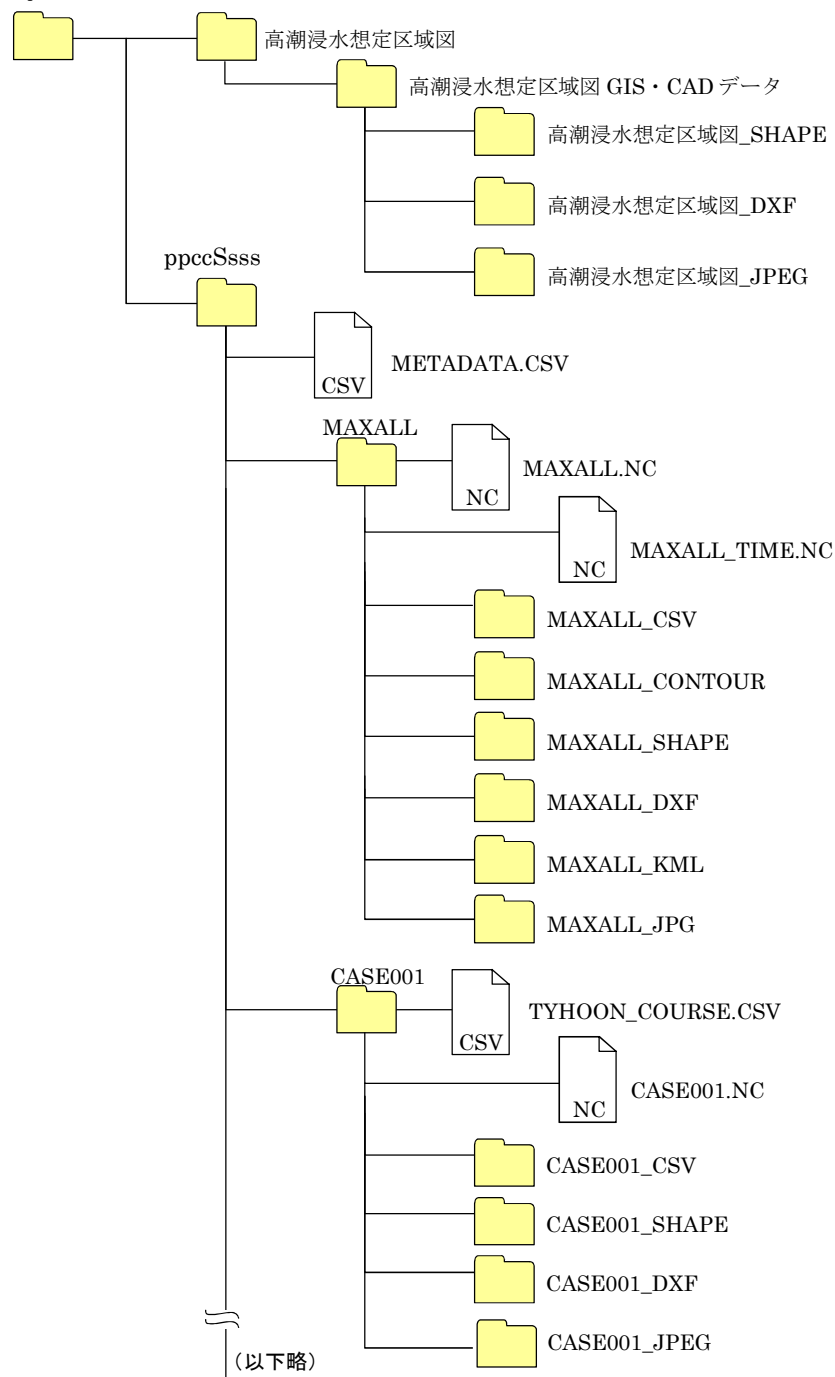 高潮浸水想定区域図
高潮浸水想定区域図 GIS・CAD データ
高潮浸水想定区域図_SHAPE
高潮浸水想定区域図_DXF
高潮浸水想定区域図_JPEG
ppccSsss
CSV
METADATA.CSV
MAXALL
NC
MAXALL.NC
NC
MAXALL_TIME.NC
MAXALL_CSV
MAXALL_CONTOUR
MAXALL_SHAPE
MAXALL_DXF
MAXALL_KML
MAXALL_JPG
CASE001
CSV
TYHOON_COURSE.CSV
NC
CASE001.NC
CASE001_CSV
CASE001_SHAPE
CASE001_DXF
CASE001_JPEG
（以下略）